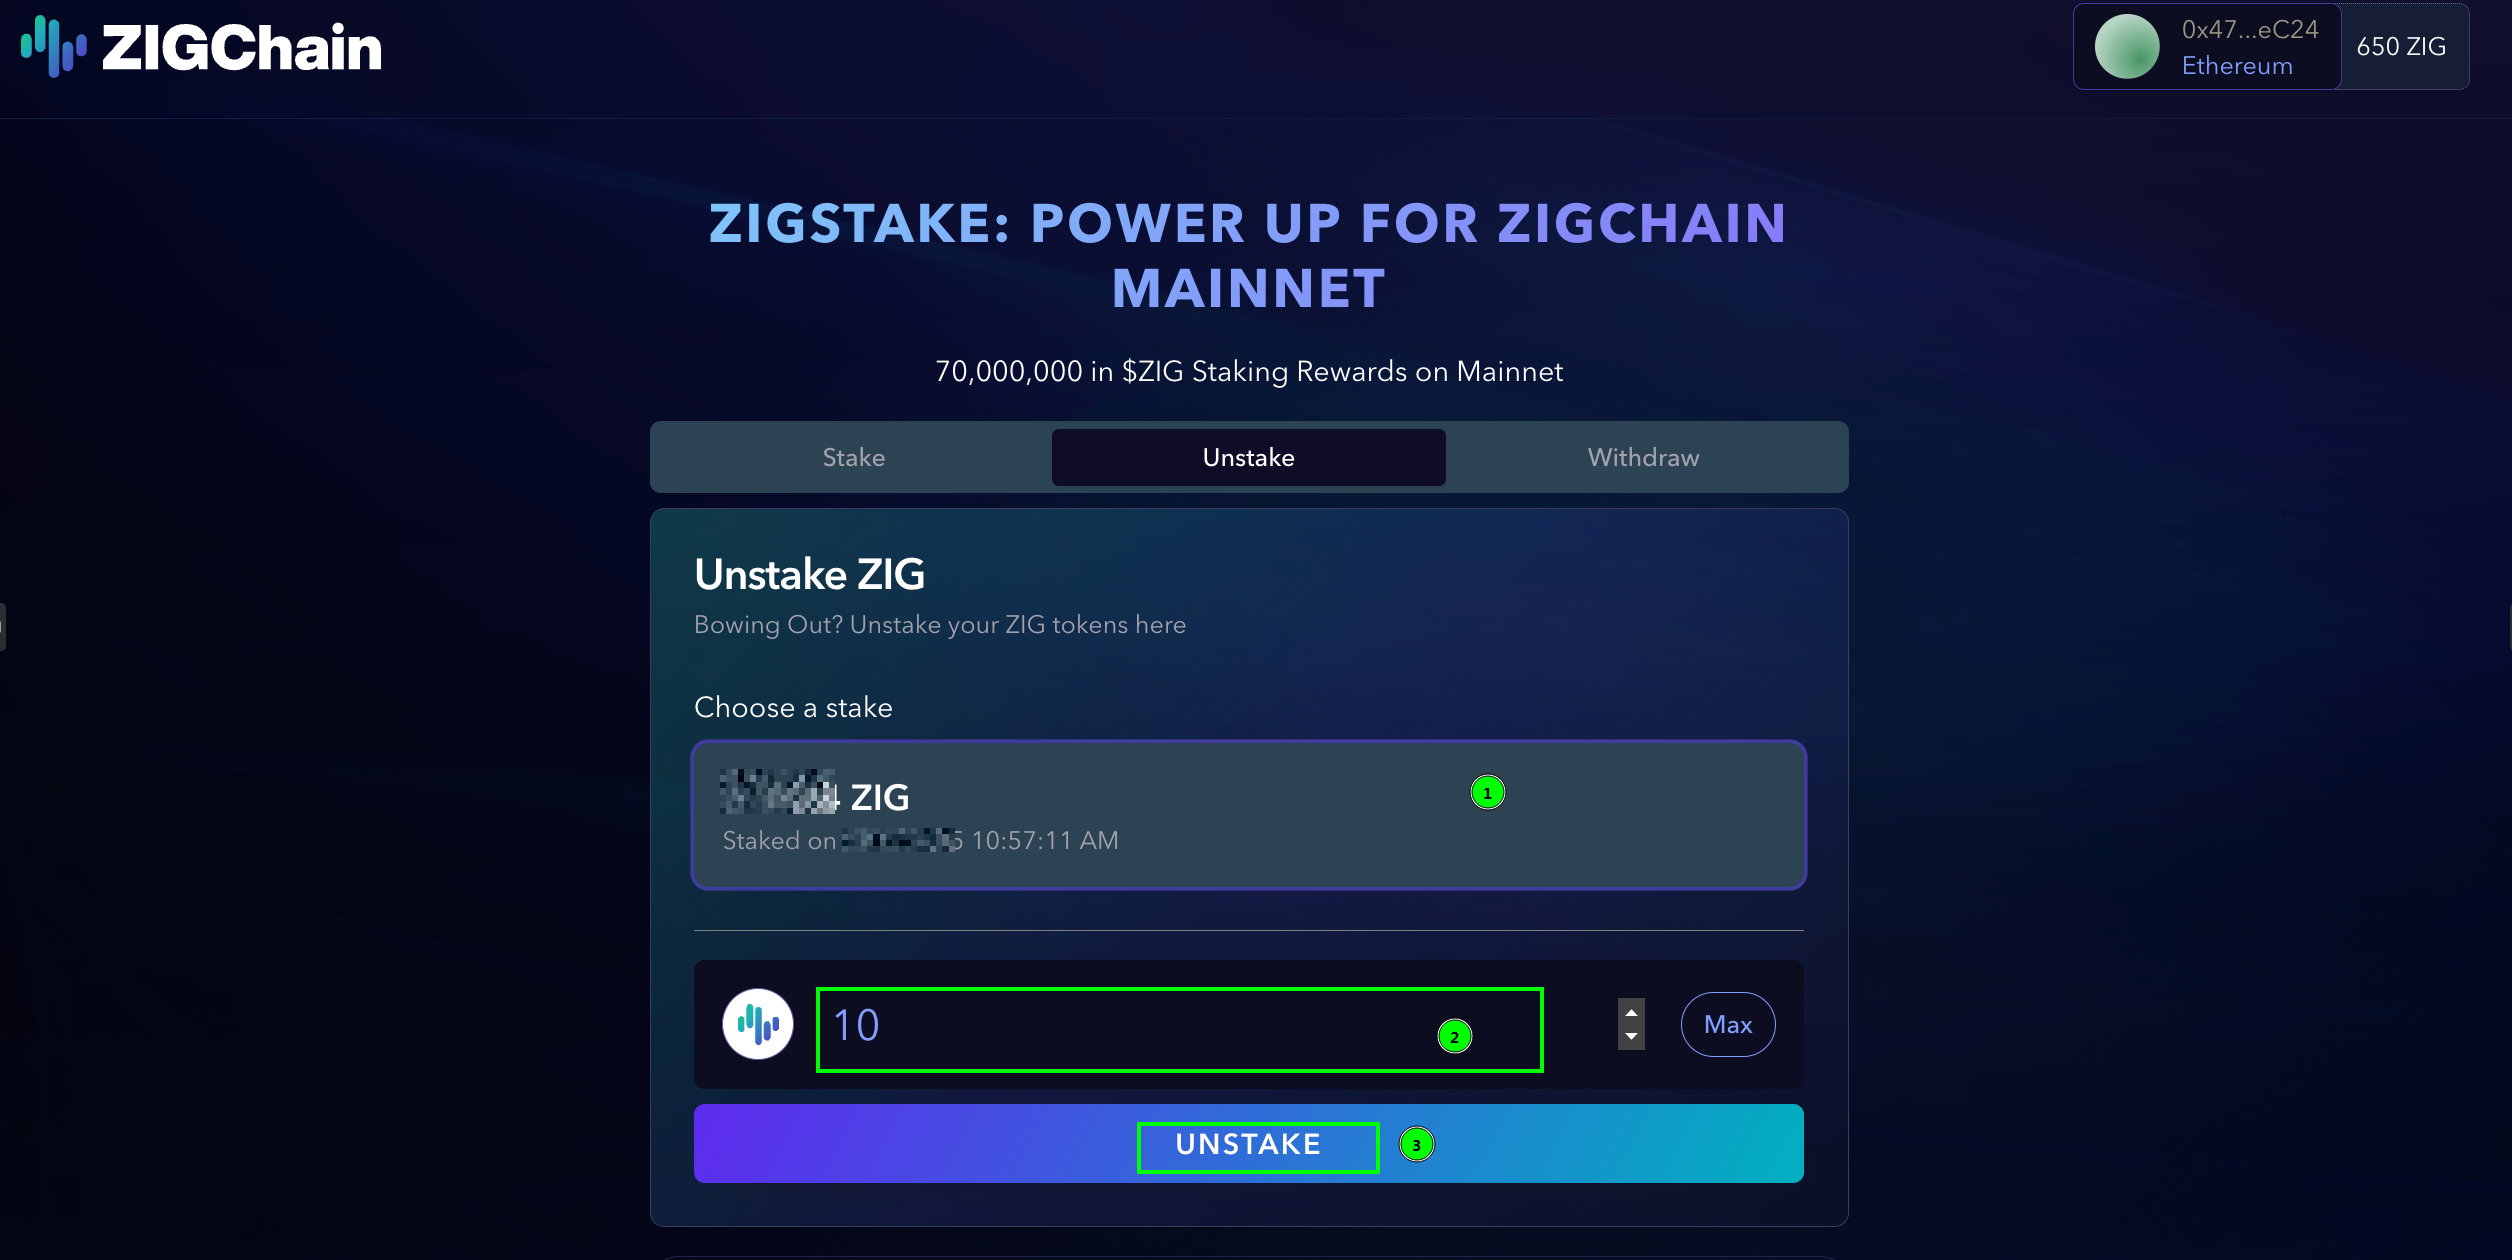 ZIGChain
0x47...eC24
Ethereum
650 ZIG
ZIGSTAKE: POWER UP FOR ZIGCHAIN
MAINNET
70,000,000 in $ZIG Staking Rewards on Mainnet
Stake
Unstake
Withdraw
Unstake ZIG
Bowing Out? Unstake your ZIG tokens here
Choose a stake
ZIG
1
Staked on 10:57:11 AM
10
2
Max
UNSTAKE
3